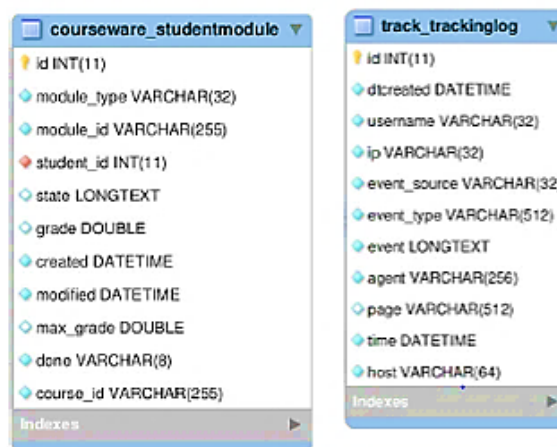 courseware_studentmodule
id INT(11)
module_type VARCHAR(32)
module_id VARCHAR(255)
student_id INT(11)
state LONGTEXT
grade DOUBLE
created DATETIME
modified DATETIME
max_grade DOUBLE
done VARCHAR(8)
course_id VARCHAR(255)
Indexes
track_trackinglog
id INT(11)
dtcreated DATETIME
username VARCHAR(32)
ip VARCHAR(32)
event_source VARCHAR(32
event_type VARCHAR(512)
event LONGTEXT
agent VARCHAR(256)
page VARCHAR(512)
time DATETIME
host VARCHAR(64)
Indexes